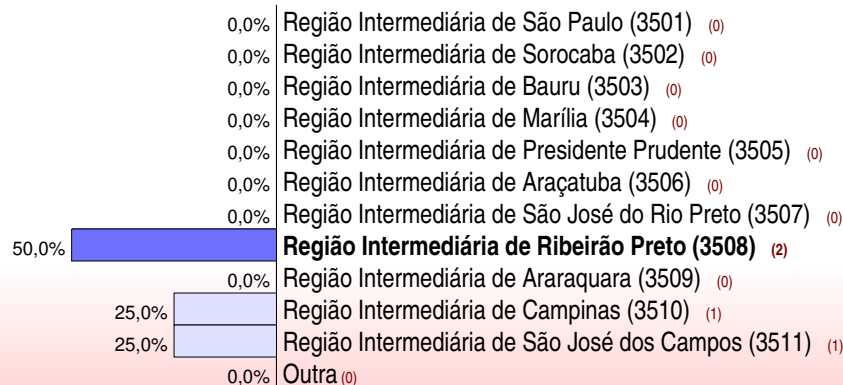 0,0% Região Intermediária de São Paulo (3501) (0)
0,0% Região Intermediária de Sorocaba (3502) (0)
0,0% Região Intermediária de Bauru (3503) (0)
0,0% Região Intermediária de Marília (3504) (0)
0,0% Região Intermediária de Presidente Prudente (3505) (0)
0,0% Região Intermediária de Araçatuba (3506) (0)
0,0% Região Intermediária de São José do Rio Preto (3507) (0)
50,0% Região Intermediária de Ribeirão Preto (3508) (2)
0,0% Região Intermediária de Araraquara (3509) (0)
25,0% Região Intermediária de Campinas (3510) (1)
25,0% Região Intermediária de São José dos Campos (3511) (1)
0,0% Outra (0)